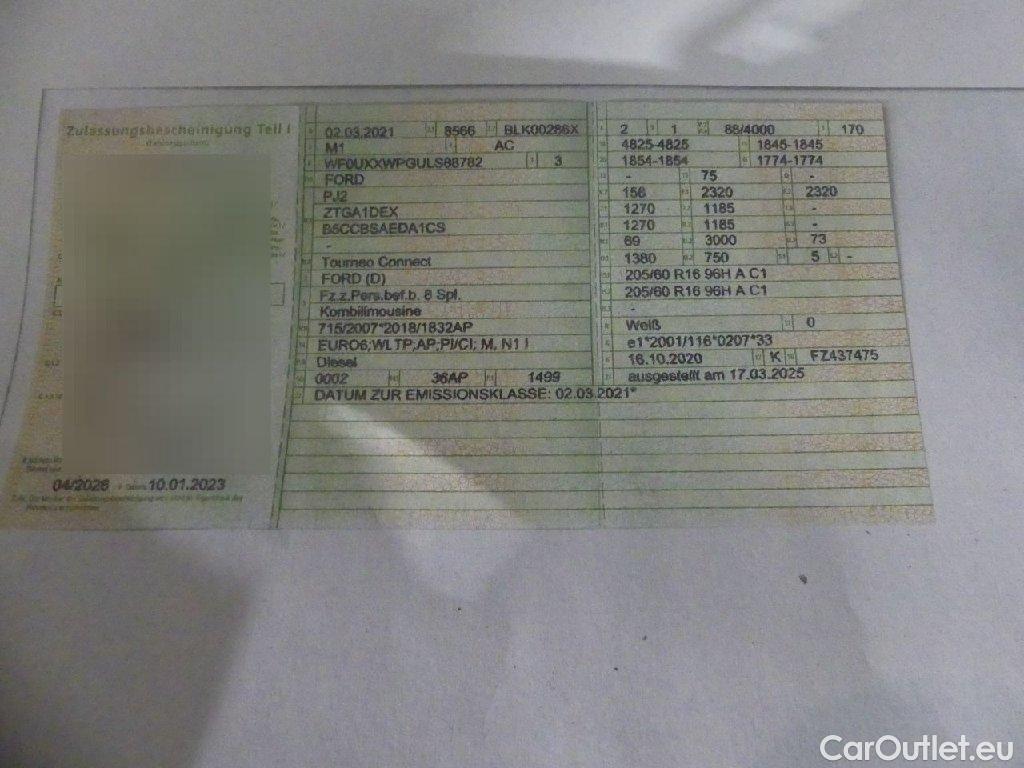 Zulassungsbescheinigung Teil I
04/2026 10.01.2023
02.03.2021 8566 BLK00286X
M1 AC
WF0UXXWPGULS88782 3
FORD
PJ2
ZTGA1DEX
B5CCBSAEDA1CS
-
Tourneo Connect
FORD (D)
Fz.z.Pers.bef.b. 8 Spl.
Kombilimousine
715/2007*2018/1832AP
EURO6;WLTP;AP;PI/CI; M, N1 I
Diesel
0002 36AP 1499
DATUM ZUR EMISSIONSKLASSE: 02.03.2021*
2 1 88/4000 170
4825-4825 1845-1845
1854-1854 1774-1774
- 75 -
158 2320 2320
1270 1185 -
1270 1185 -
69 3000 73
1380 750 5 -
205/60 R16 96H A C1
205/60 R16 96H A C1
-
Weiß 0
e1*2001/116*0207*33
16.10.2020 K FZ437475
ausgestellt am 17.03.2025
CarOutlet.eu